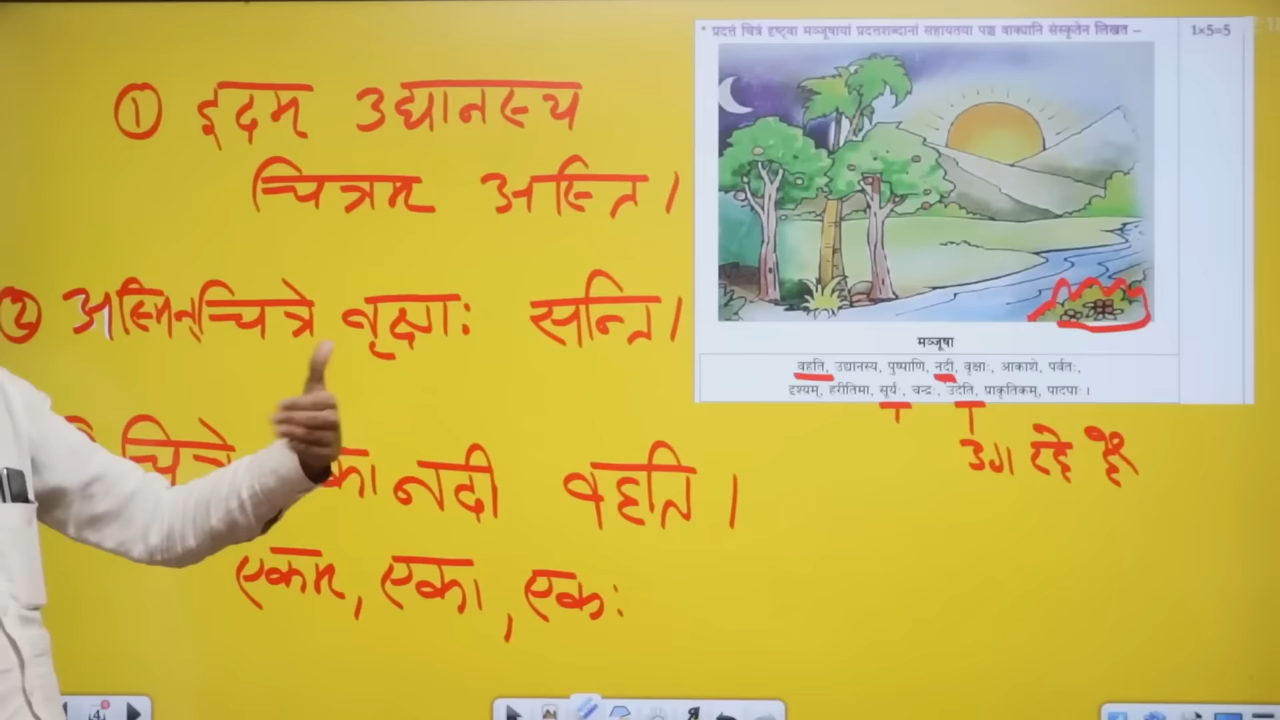 ① इदम् उद्यानस्य
चित्रम् अस्ति।
② अस्मिन् चित्रे वृक्षाः सन्ति।
चित्रे एका नदी वहति।
एकम्, एका, एकः
* प्रदत्तं चित्रं दृष्ट्वा मञ्जूषायां प्रदत्तशब्दानां सहायतया पञ्च वाक्यानि संस्कृतेन लिखत – 1×5=5
मञ्जूषा
वहति, उद्यानस्य, पुष्पाणि, नदी, वृक्षाः, आकाशे, पर्वतः,
दृश्यम्, हरीतिमा, सूर्यः, चन्द्रः, उदेति, प्राकृतिकम्, पादपाः।
उग रहे हैं